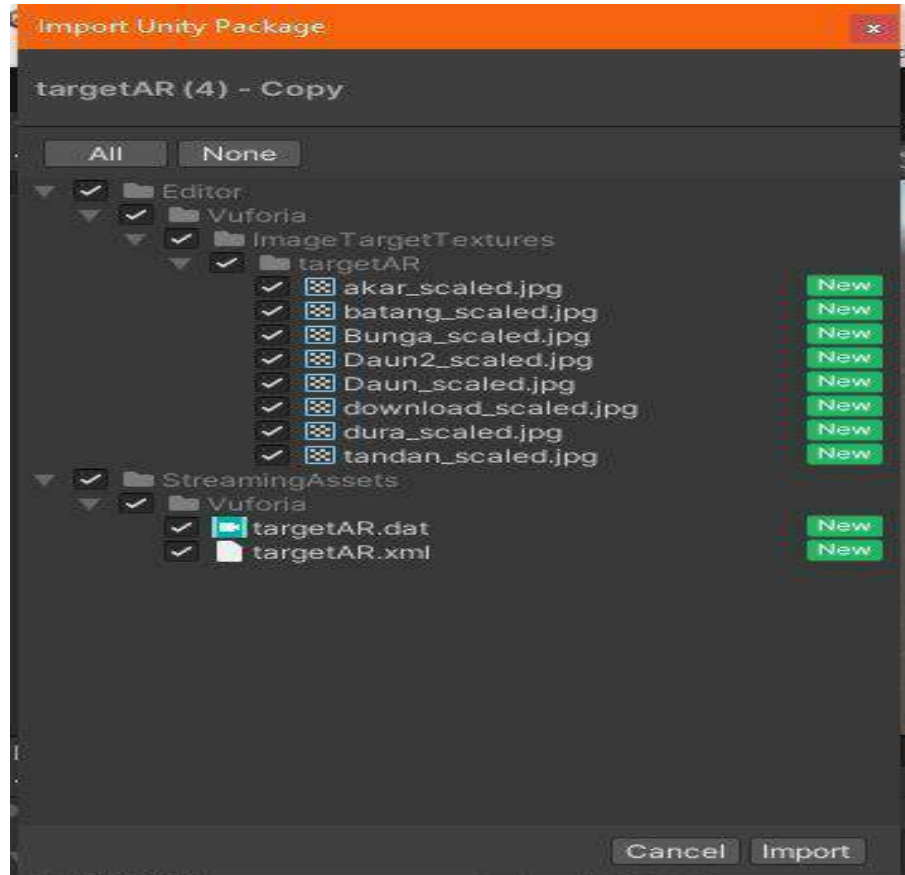 Import Unity Package
x
targetAR (4) - Copy
All None
Editor
Vuforia
ImageTargetTextures
targetAR
akar_scaled.jpg New
batang_scaled.jpg New
Bunga_scaled.jpg New
Daun2_scaled.jpg New
Daun_scaled.jpg New
download_scaled.jpg New
dura_scaled.jpg New
tandan_scaled.jpg New
StreamingAssets
Vuforia
targetAR.dat New
targetAR.xml New
Cancel Import